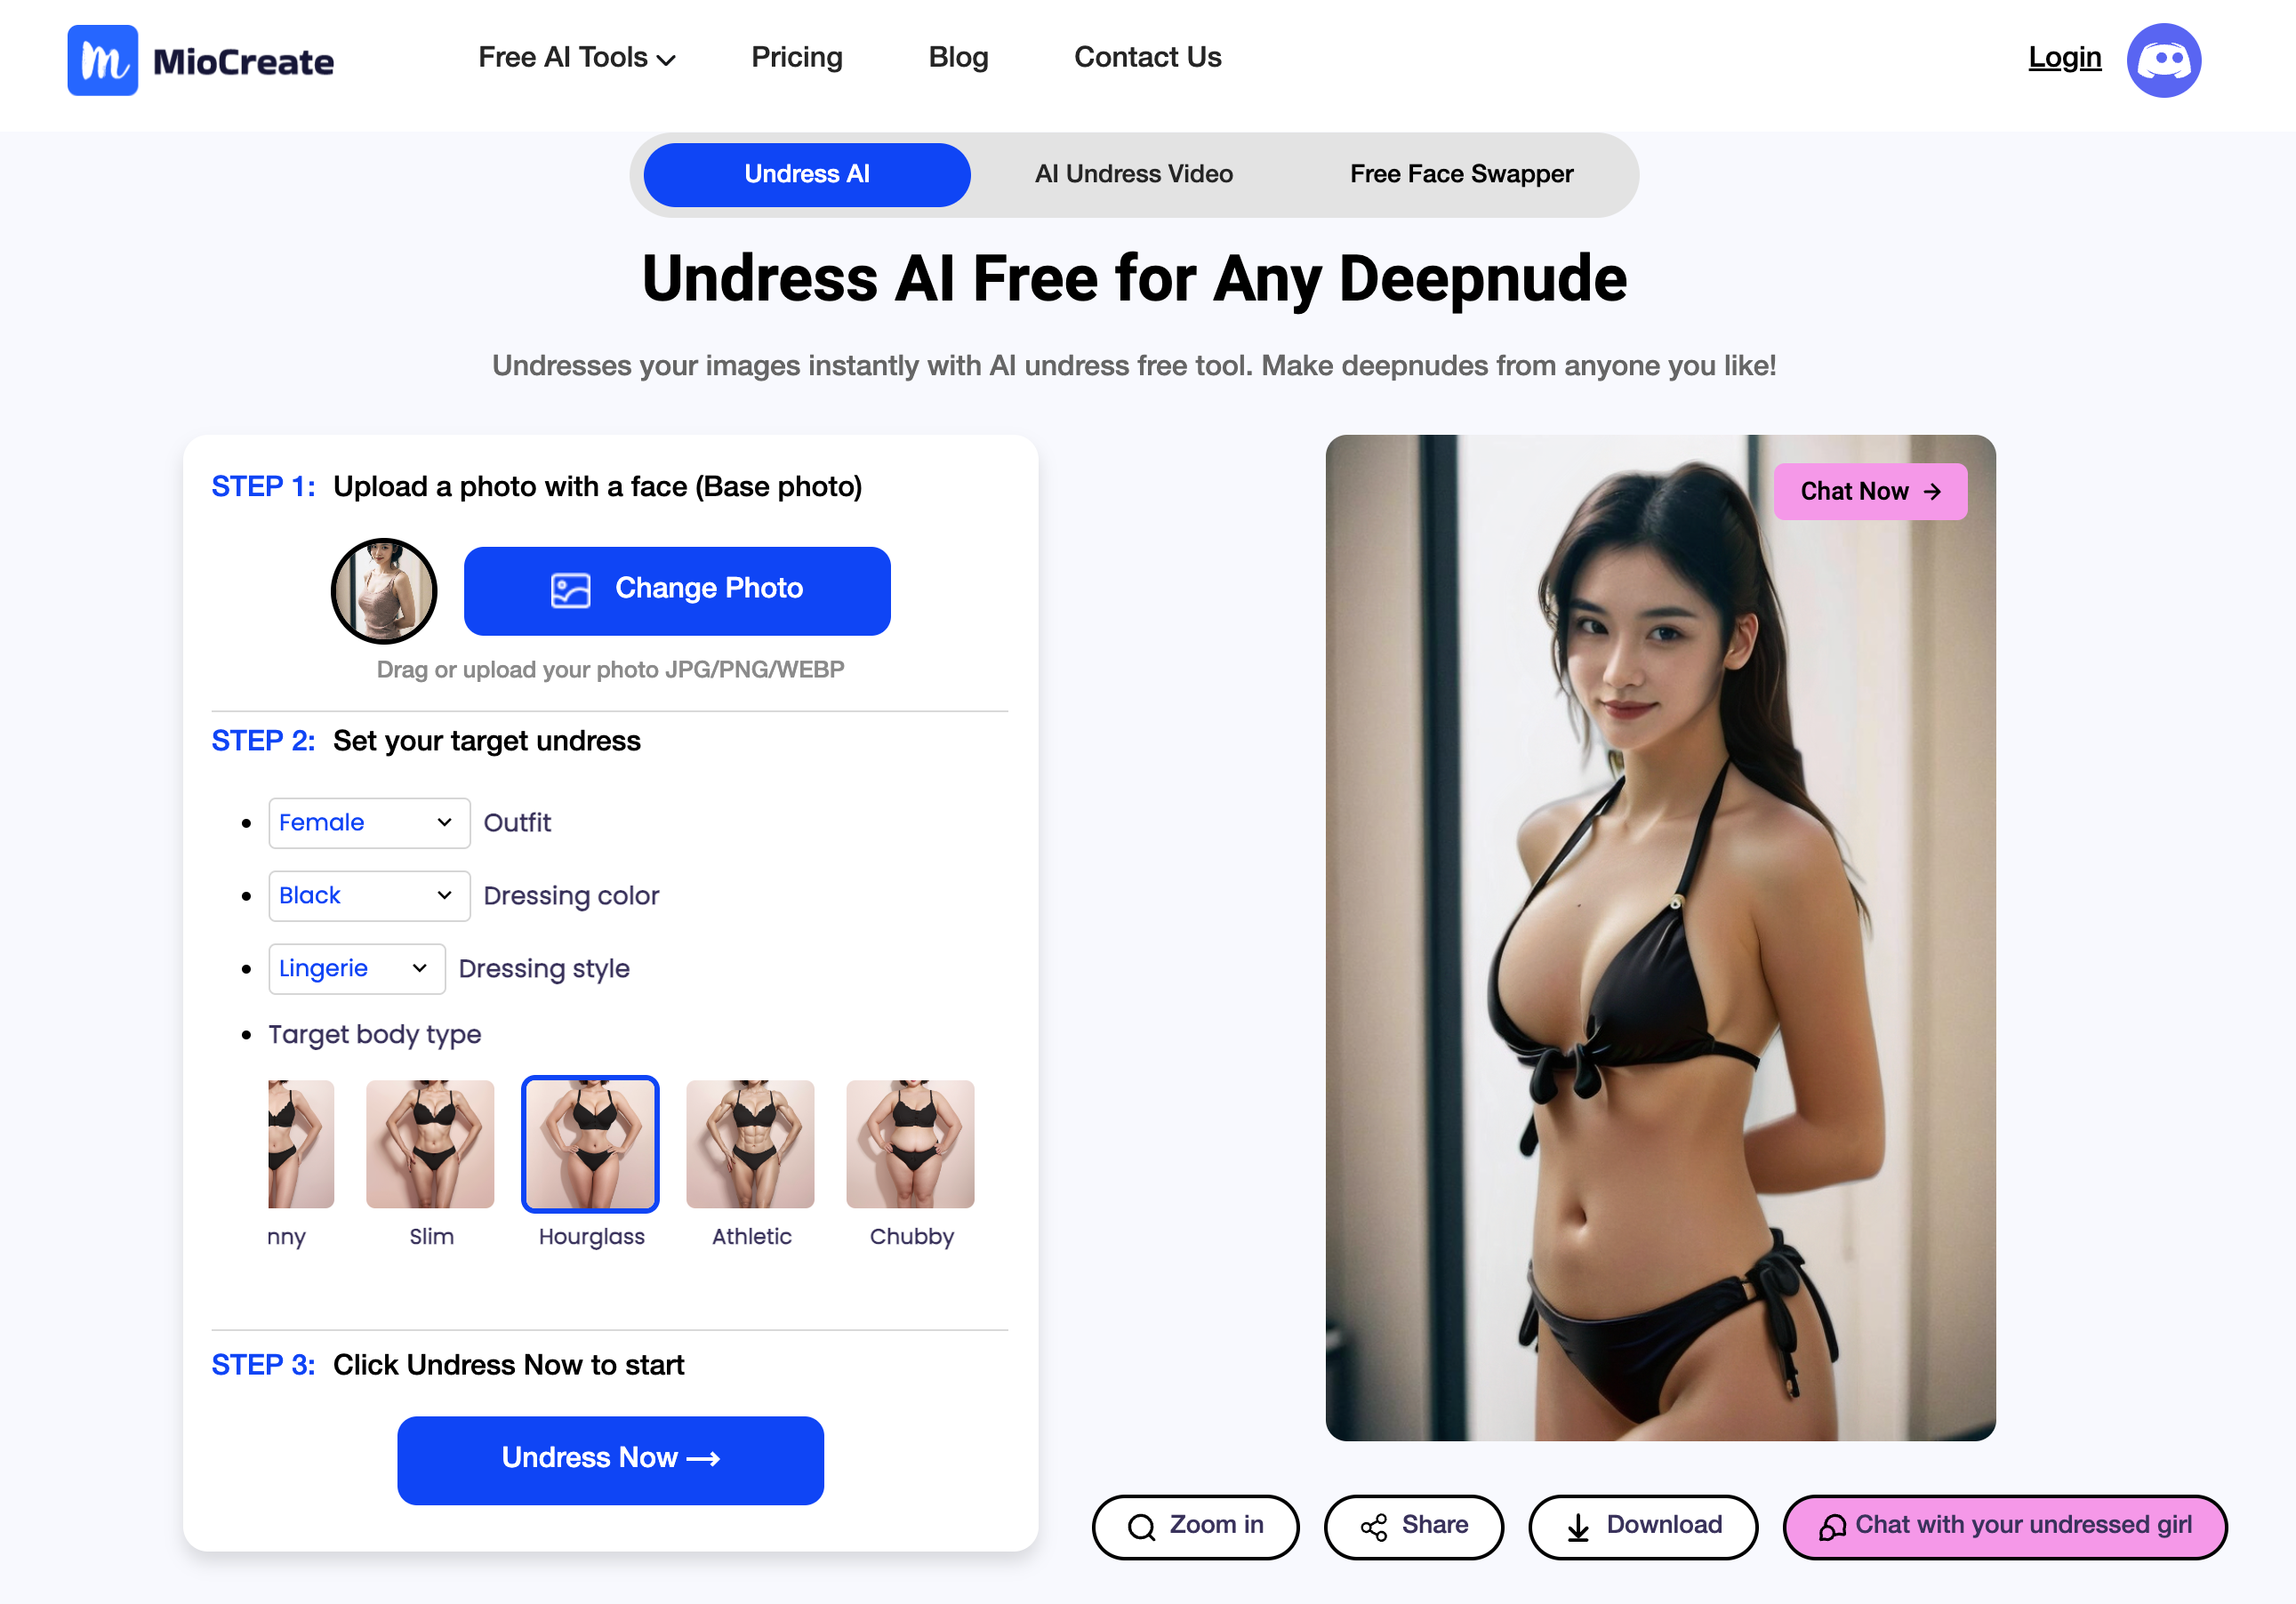 MioCreate
Free AI Tools
Pricing
Blog
Contact Us
Login
Undress AI
AI Undress Video
Free Face Swapper
Undress AI Free for Any Deepnude
Undresses your images instantly with AI undress free tool. Make deepnudes from anyone you like!
STEP 1: Upload a photo with a face (Base photo)
Change Photo
Drag or upload your photo JPG/PNG/WEBP
STEP 2: Set your target undress
Female Outfit
Black Dressing color
Lingerie Dressing style
Target body type
nny
Slim
Hourglass
Athletic
Chubby
STEP 3: Click Undress Now to start
Undress Now
Chat Now
Zoom in
Share
Download
Chat with your undressed girl